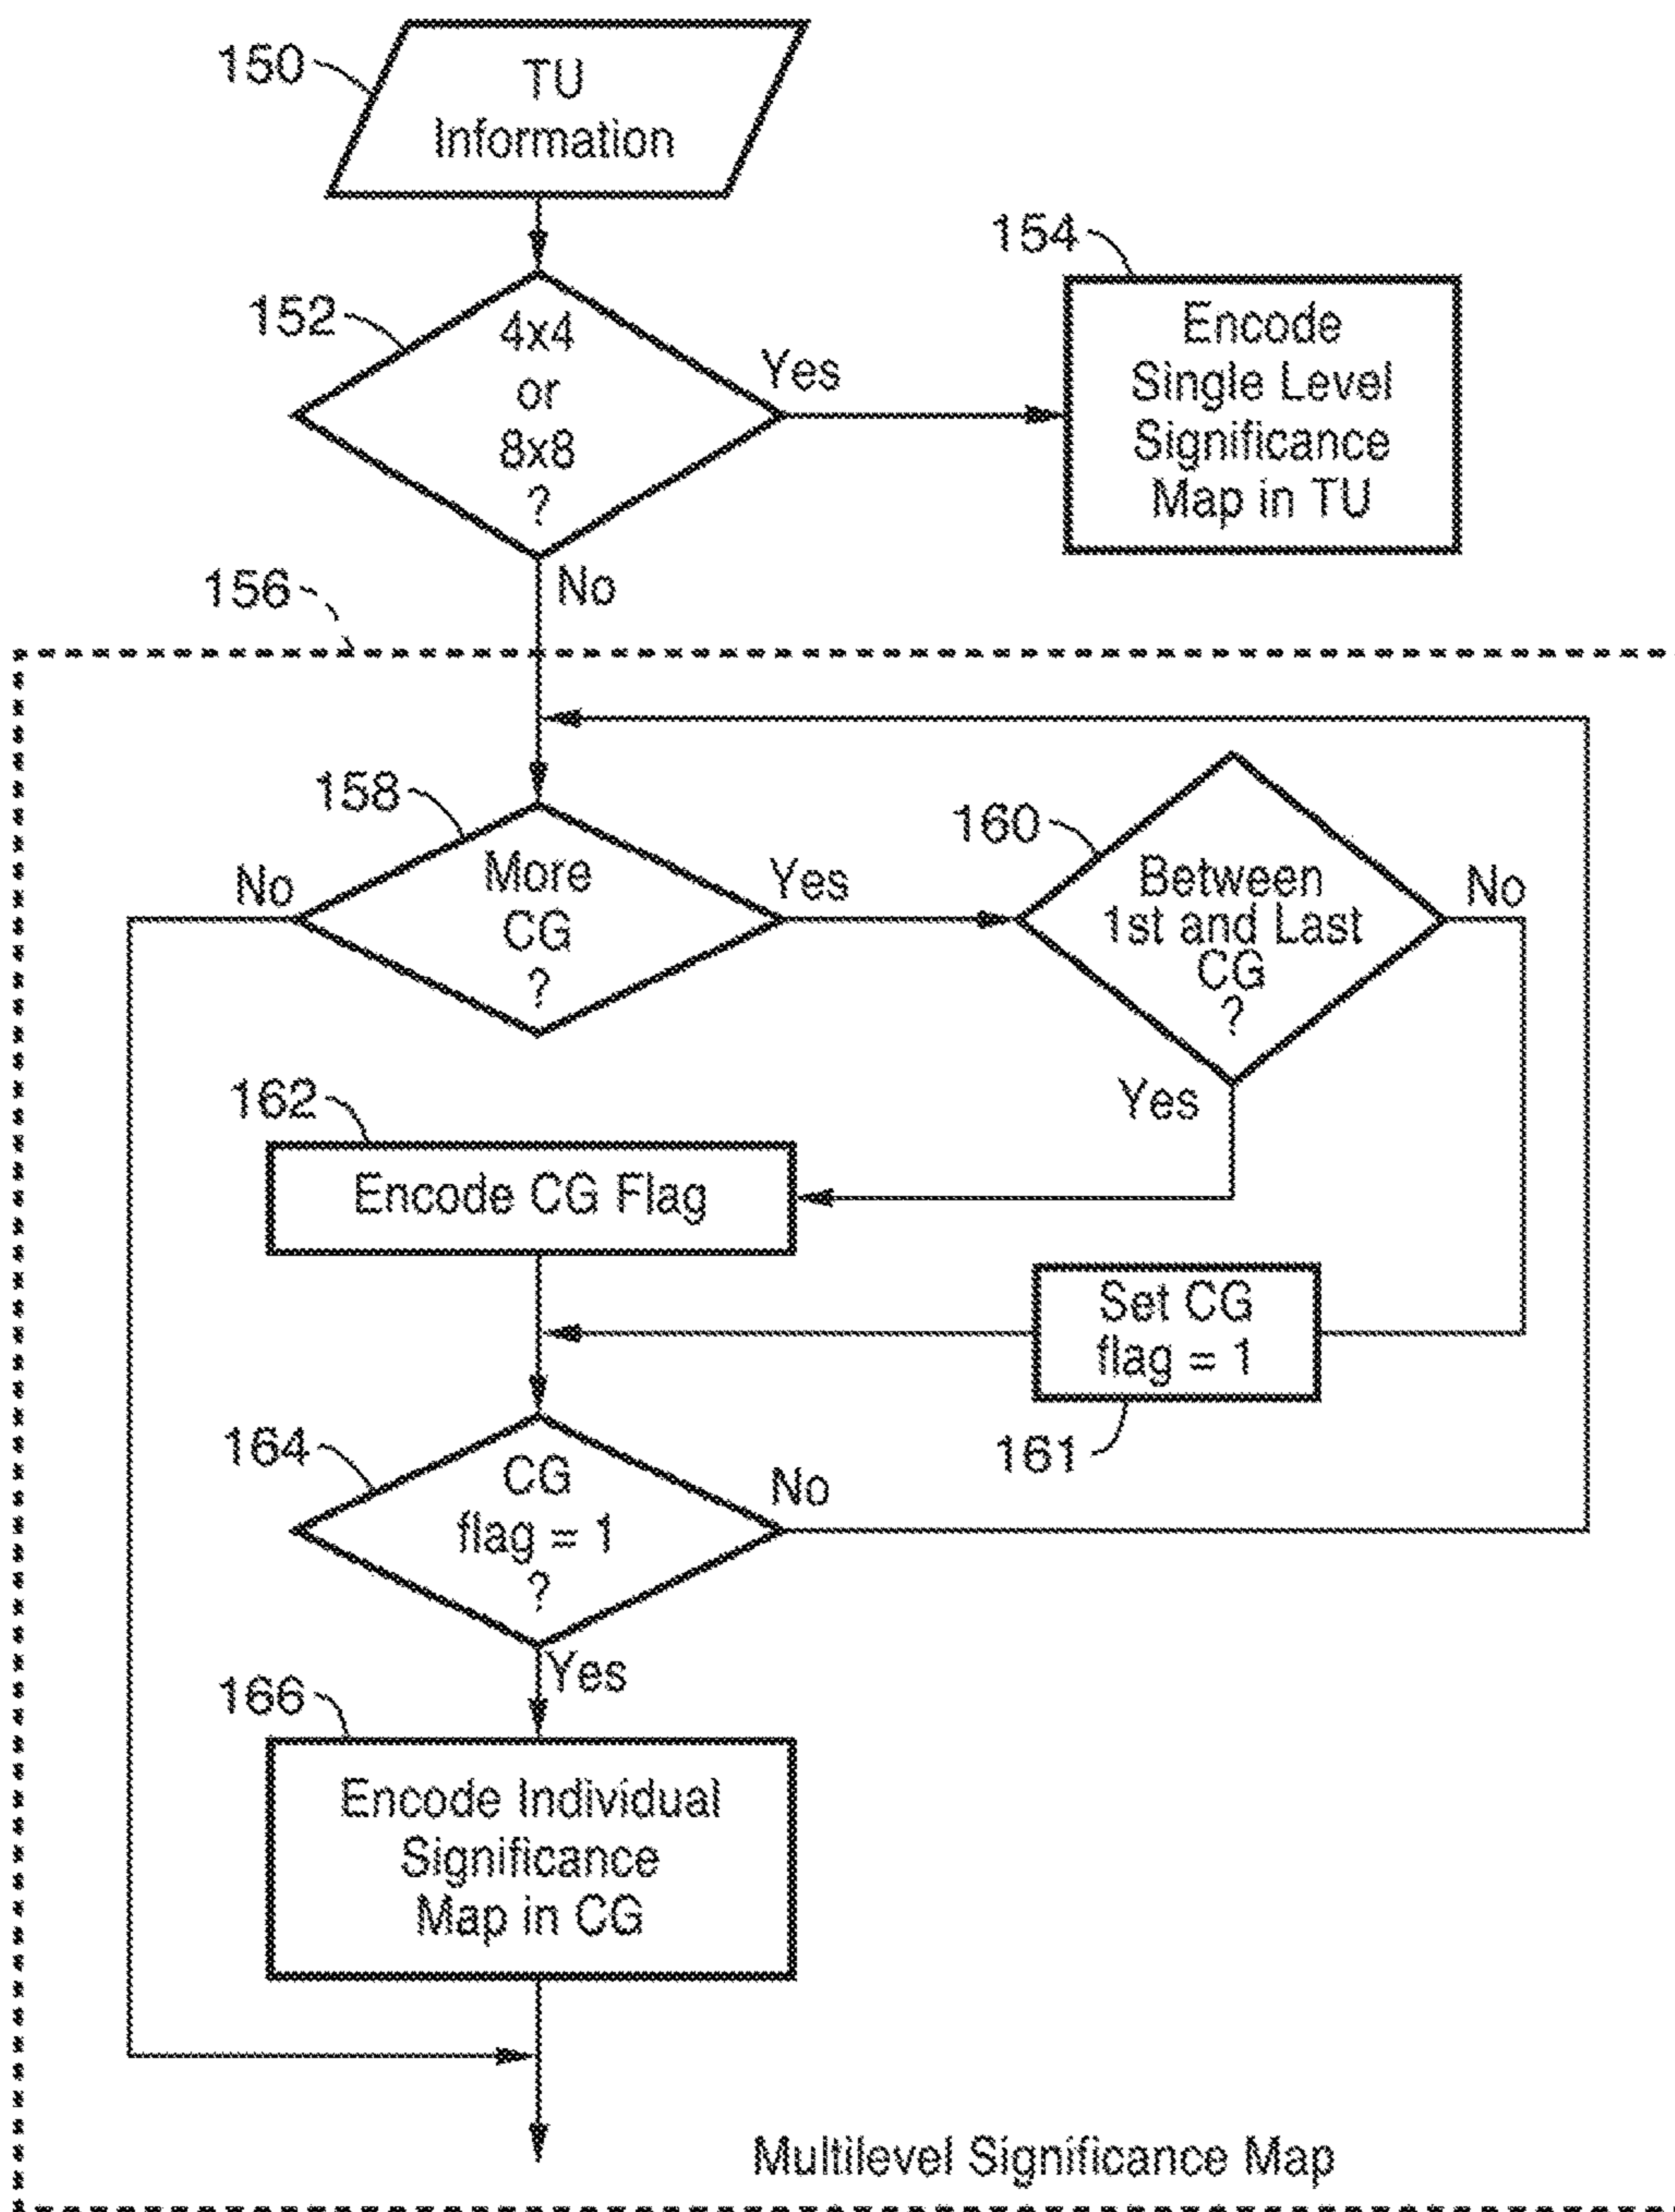 150
TU
Information
154
152
4x4
or
8x8
?
Yes
Encode
Single Level
Significance
Map in TU
No
156
158
More
CG
?
No
Yes
160
Between
1st and Last
CG
?
No
Yes
162
Encode CG Flag
Set CG
flag = 1
161
164
CG
flag = 1
?
No
Yes
166
Encode Individual
Significance
Map in CG
Multilevel Significance Map